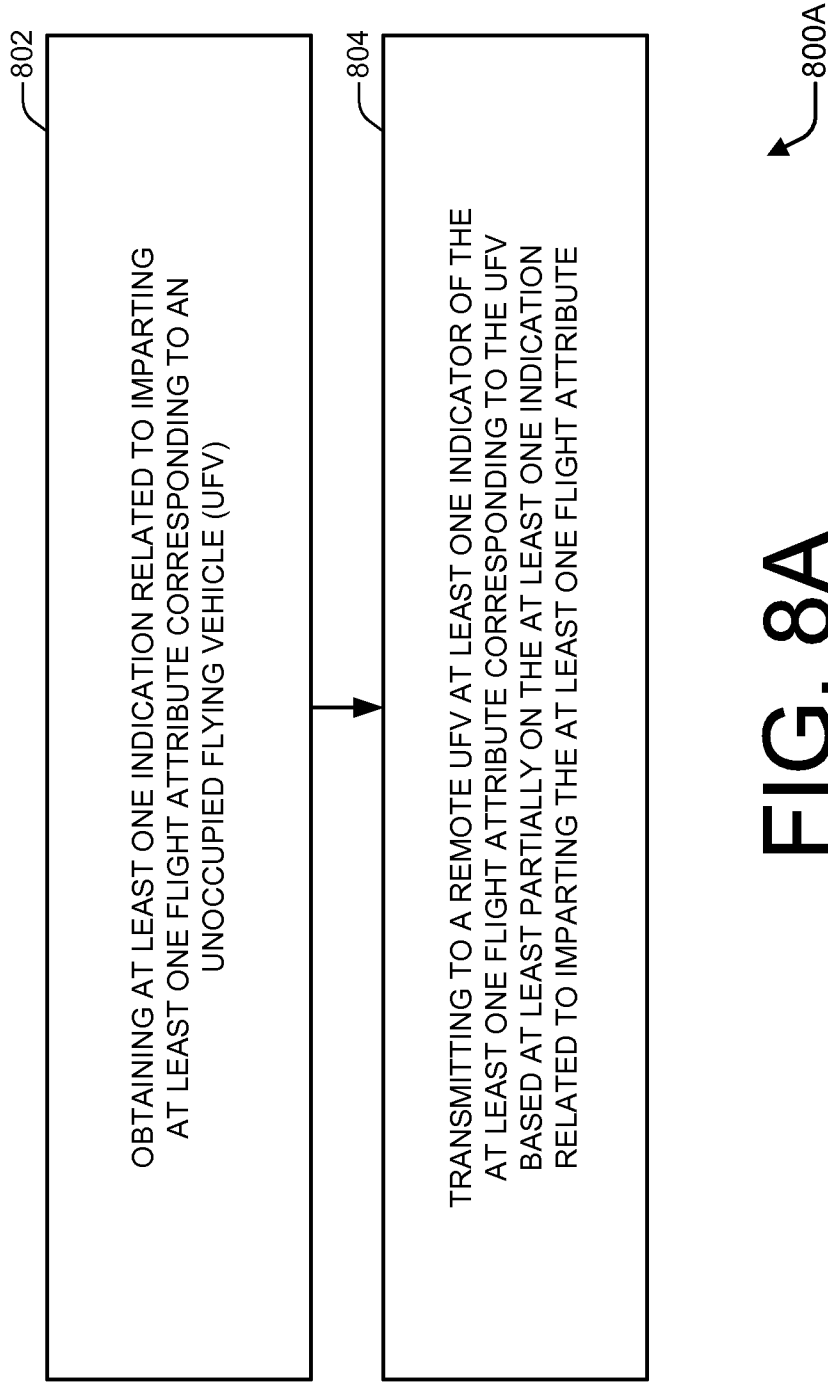 802
OBTAINING AT LEAST ONE INDICATION RELATED TO IMPARTING
AT LEAST ONE FLIGHT ATTRIBUTE CORRESPONDING TO AN
UNOCCUPIED FLYING VEHICLE (UFV)
804
TRANSMITTING TO A REMOTE UFV AT LEAST ONE INDICATOR OF THE
AT LEAST ONE FLIGHT ATTRIBUTE CORRESPONDING TO THE UFV
BASED AT LEAST PARTIALLY ON THE AT LEAST ONE INDICATION
RELATED TO IMPARTING THE AT LEAST ONE FLIGHT ATTRIBUTE
800A
FIG. 8A